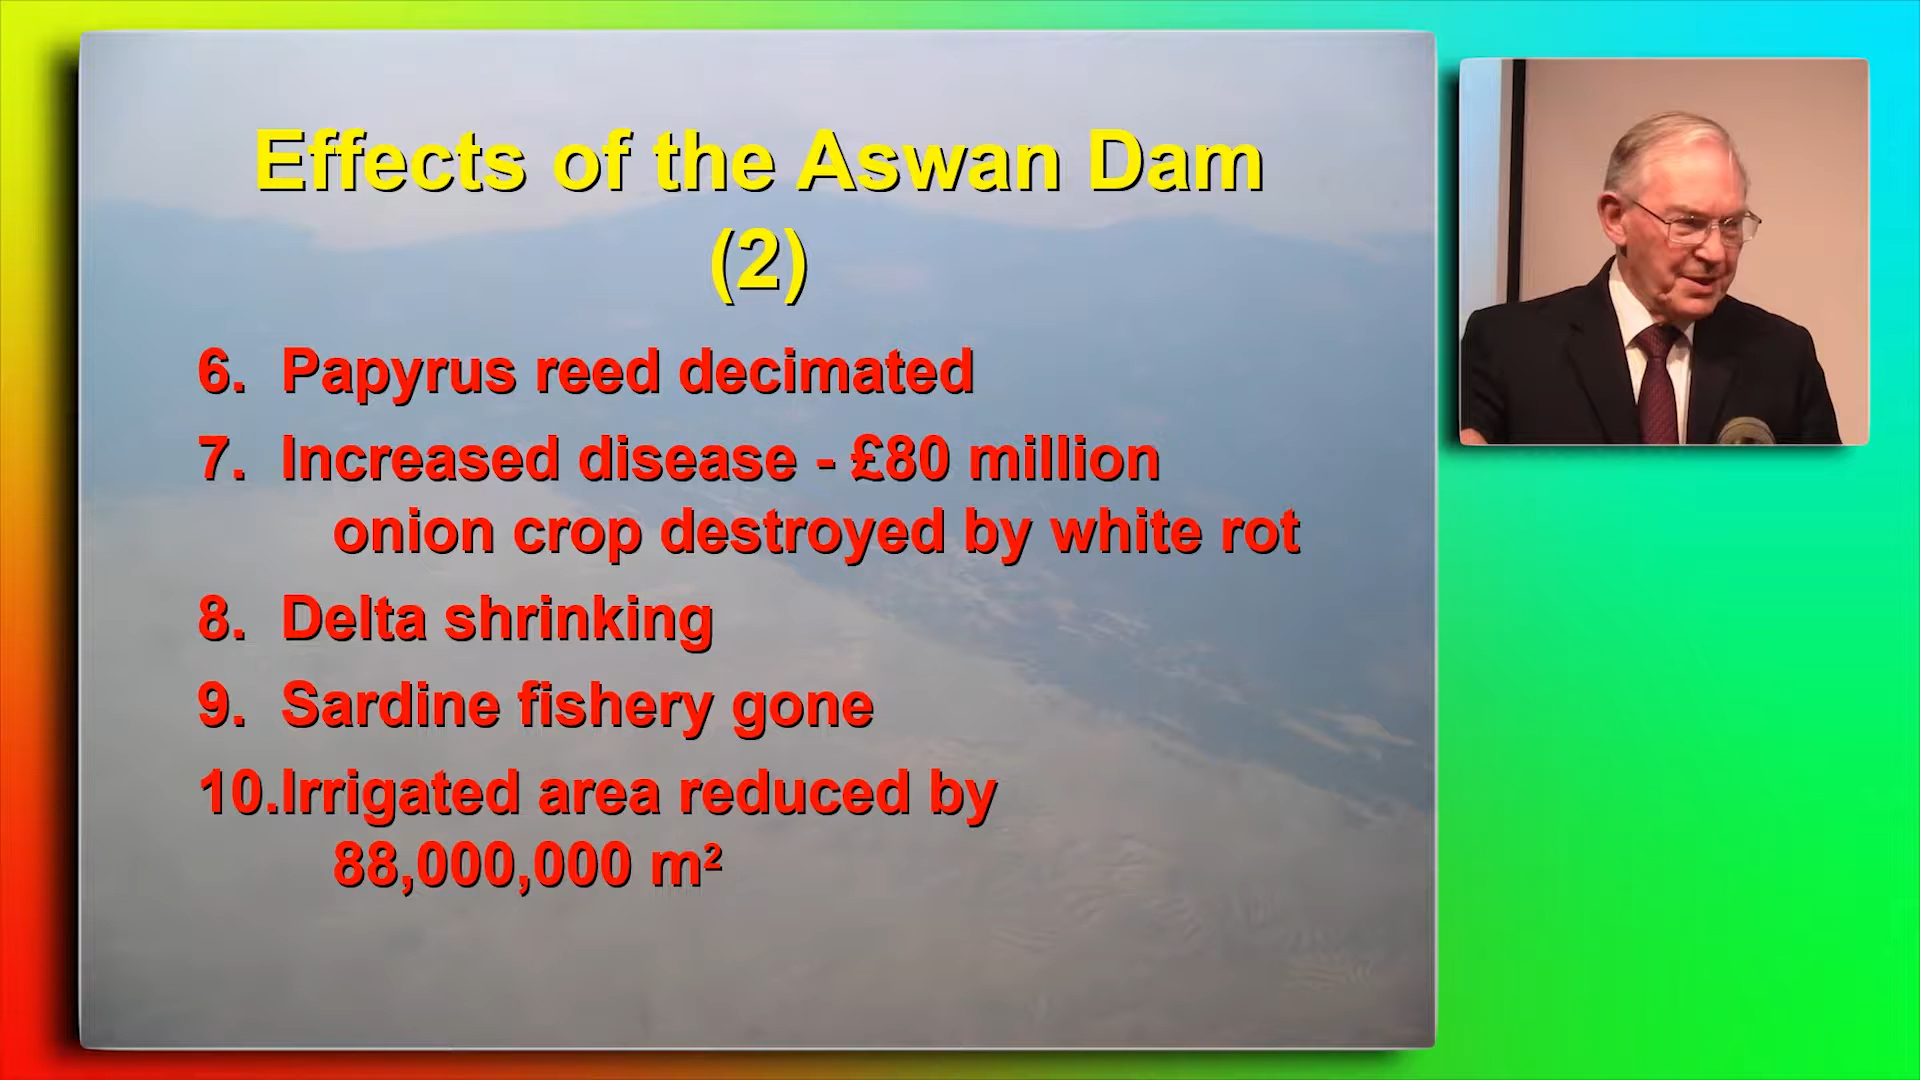 Effects of the Aswan Dam
(2)
6. Papyrus reed decimated
7. Increased disease - £80 million
onion crop destroyed by white rot
8. Delta shrinking
9. Sardine fishery gone
10.Irrigated area reduced by
88,000,000 m²